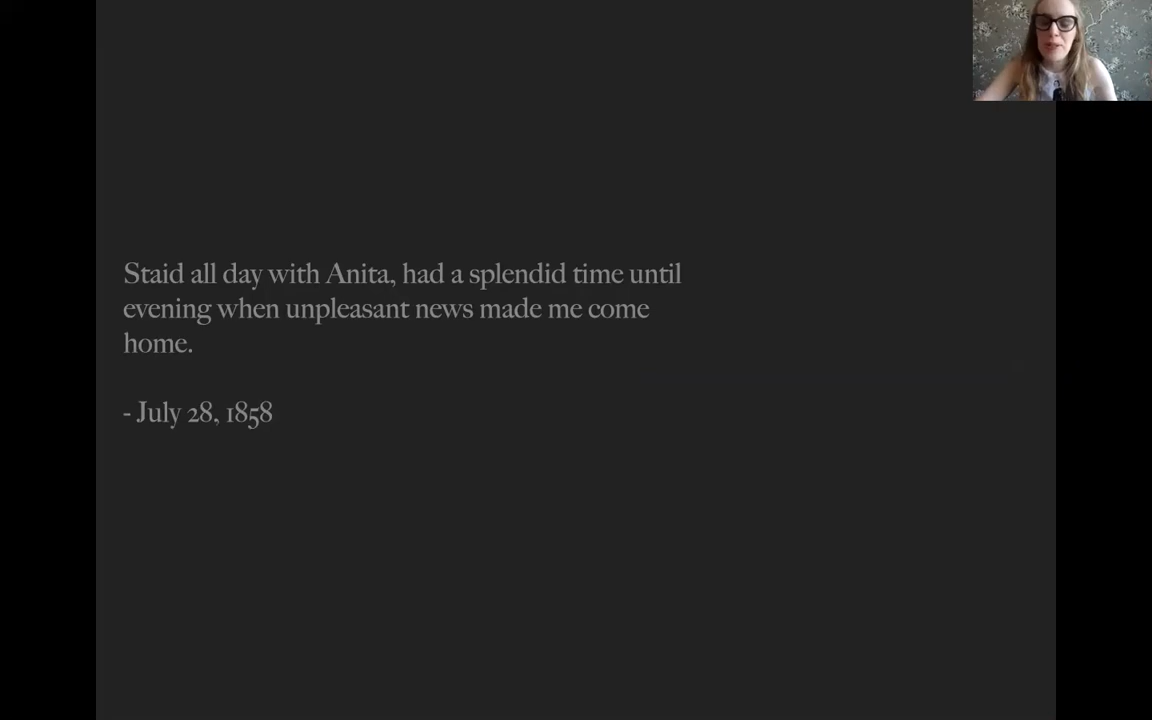 Staid all day with Anita, had a splendid time until
evening when unpleasant news made me come
home.
- July 28, 1858